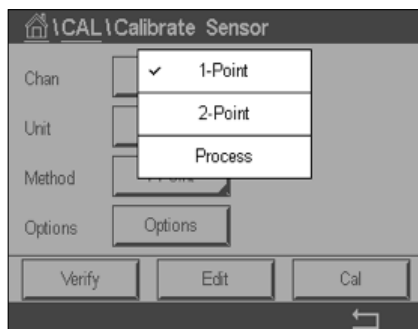 \CAL\Calibrate Sensor
Chan
✓ 1-Point
2-Point
Unit
Process
Method
Options Options
Verify Edit Cal